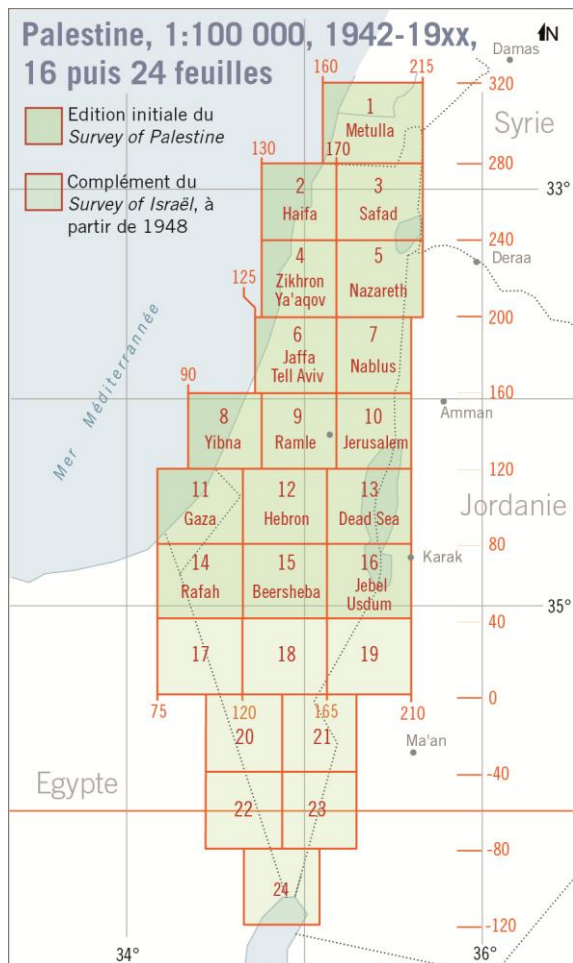 Palestine, 1:100 000, 1942-19xx,
16 puis 24 feuilles
N
Damas
160
215
320
Edition initiale du
Survey of Palestine
1
Metulla
Syrie
130
170
280
Complément du
Survey of Israël, à
partir de 1948
2
Haifa
3
Safad
33°
240
4
Zikhron
Ya'aqov
5
Nazareth
Deraa
125
200
6
Jaffa
Tell Aviv
7
Nablus
Mer Méditerrannée
90
160
8
Yibna
9
Ramle
10
Jerusalem
Amman
120
11
Gaza
12
Hebron
13
Dead Sea
Jordanie
80
14
Rafah
15
Beersheba
16
Jebel
Usdum
Karak
35°
40
17
18
19
0
75
120
165
210
20
21
Ma'an
-40
Egypte
22
23
-80
24
-120
34°
36°